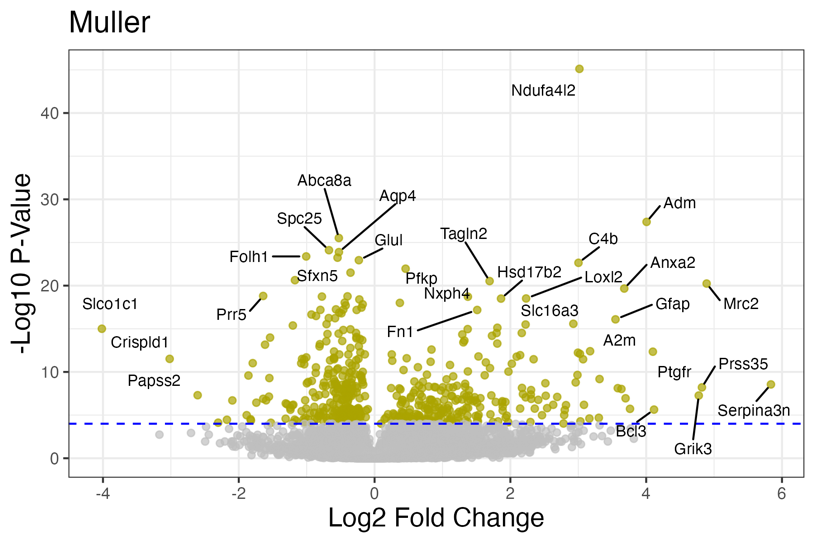 Muller
Ndufa4l2
40
Abca8a
Aqp4
Adm
30
Spc25
Glul
Tagln2
C4b
Folh1
Anxa2
Hsd17b2
Sfxn5
Pfkp
Loxl2
20
Nxph4
Slco1c1
Mrc2
Gfap
Prr5
Slc16a3
Fn1
Crispld1
A2m
Papss2
Prss35
Ptgfr
10
Serpina3n
Bcl3
Grik3
0
-4
-2
0
2
4
6
Log2 Fold Change
-Log10 P-Value